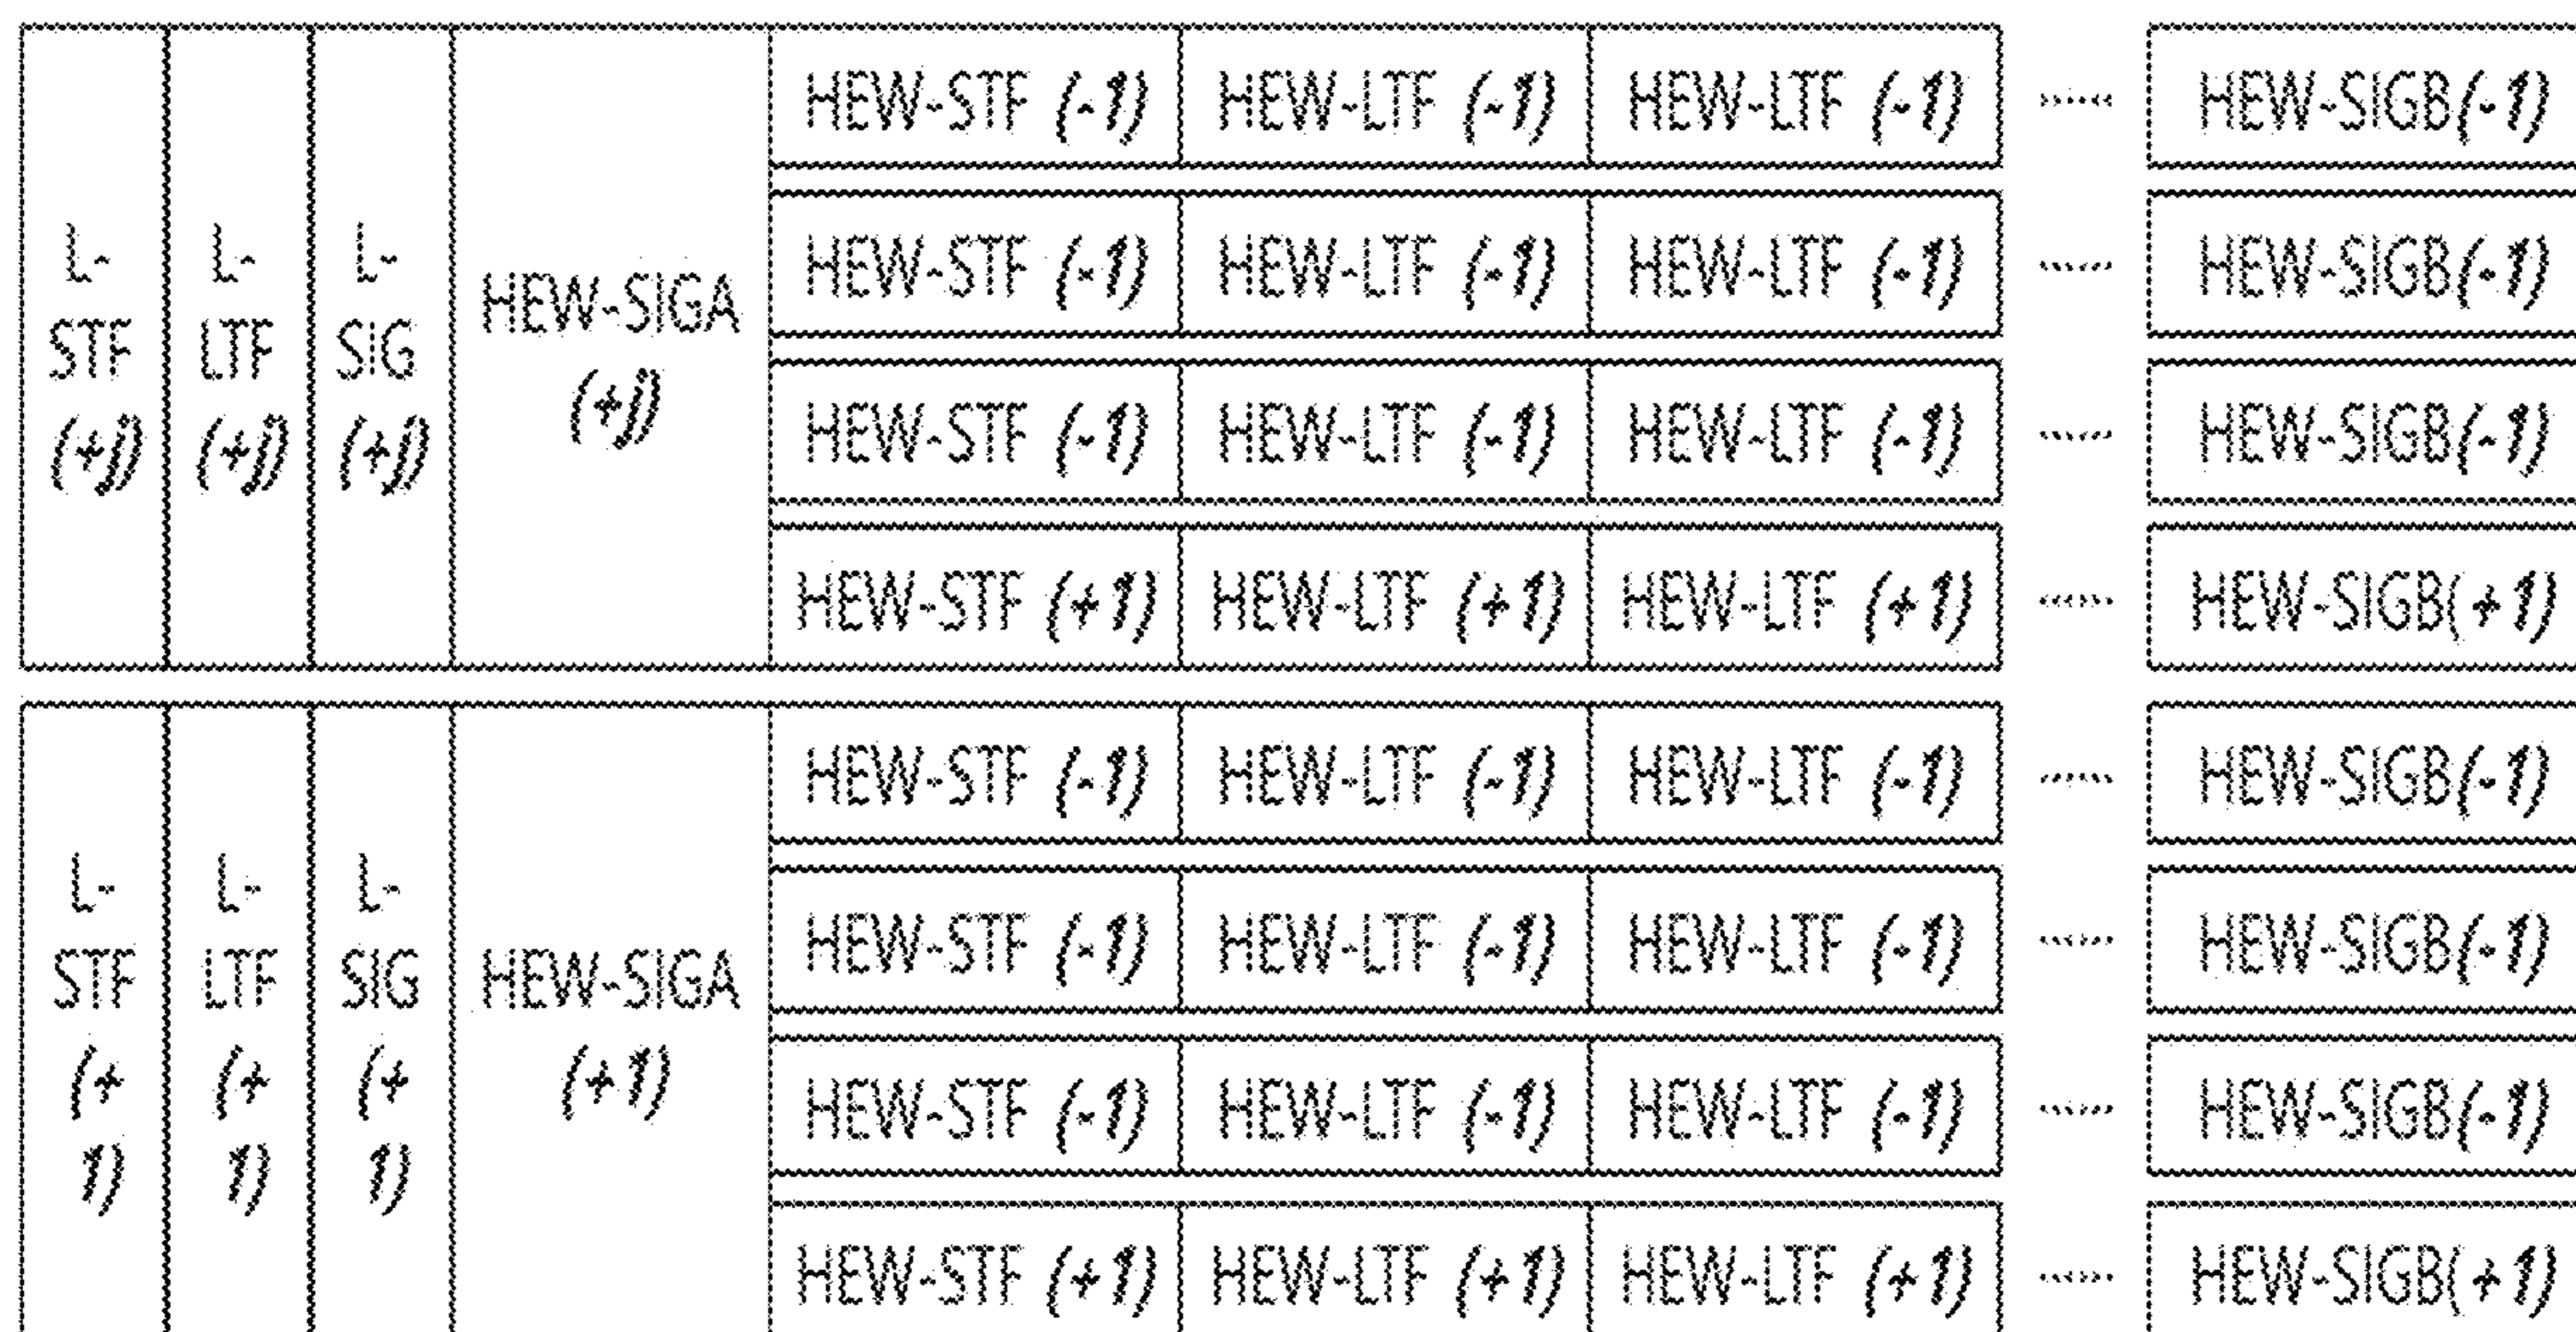 L-
STF
(+j)
L-
LTF
(+j)
L-
SIG
(+j)
HEW-SIGA
(+j)
HEW-STF (-1) HEW-LTF (-1) HEW-LTF (-1) ...... HEW-SIGB(-1)
HEW-STF (-1) HEW-LTF (-1) HEW-LTF (-1) ...... HEW-SIGB(-1)
HEW-STF (-1) HEW-LTF (-1) HEW-LTF (-1) ...... HEW-SIGB(-1)
HEW-STF (+1) HEW-LTF (+1) HEW-LTF (+1) ...... HEW-SIGB(+1)
L-
STF
(+
1)
L-
LTF
(+
1)
L-
SIG
(+
1)
HEW-SIGA
(+1)
HEW-STF (-1) HEW-LTF (-1) HEW-LTF (-1) ...... HEW-SIGB(-1)
HEW-STF (-1) HEW-LTF (-1) HEW-LTF (-1) ...... HEW-SIGB(-1)
HEW-STF (-1) HEW-LTF (-1) HEW-LTF (-1) ...... HEW-SIGB(-1)
HEW-STF (+1) HEW-LTF (+1) HEW-LTF (+1) ...... HEW-SIGB(+1)